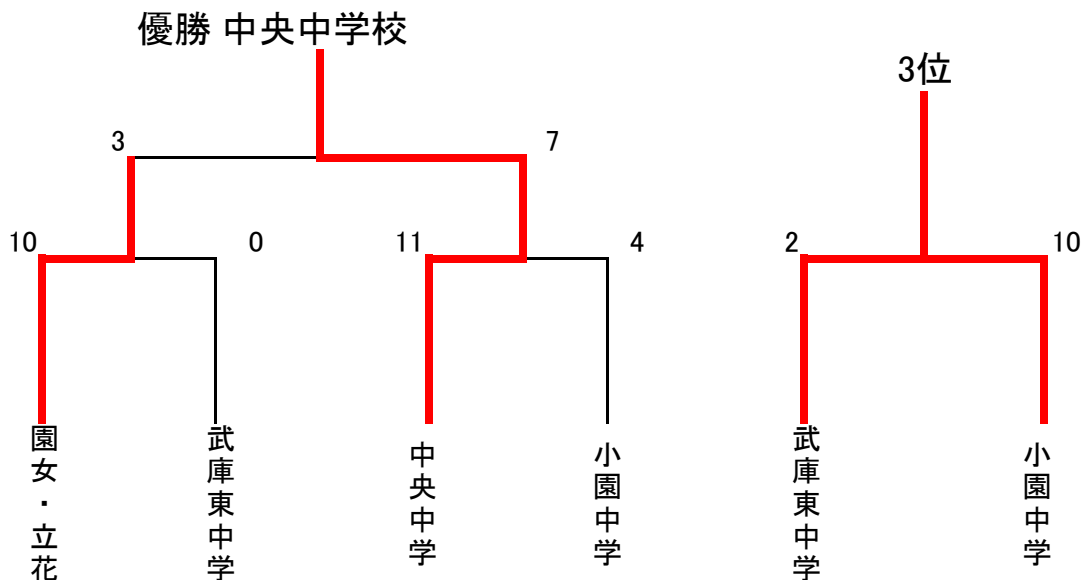 優勝 中央中学校
3位
3
7
10
0
11
4
2
10
園女・立花
武庫東中学
中央中学
小園中学
武庫東中学
小園中学